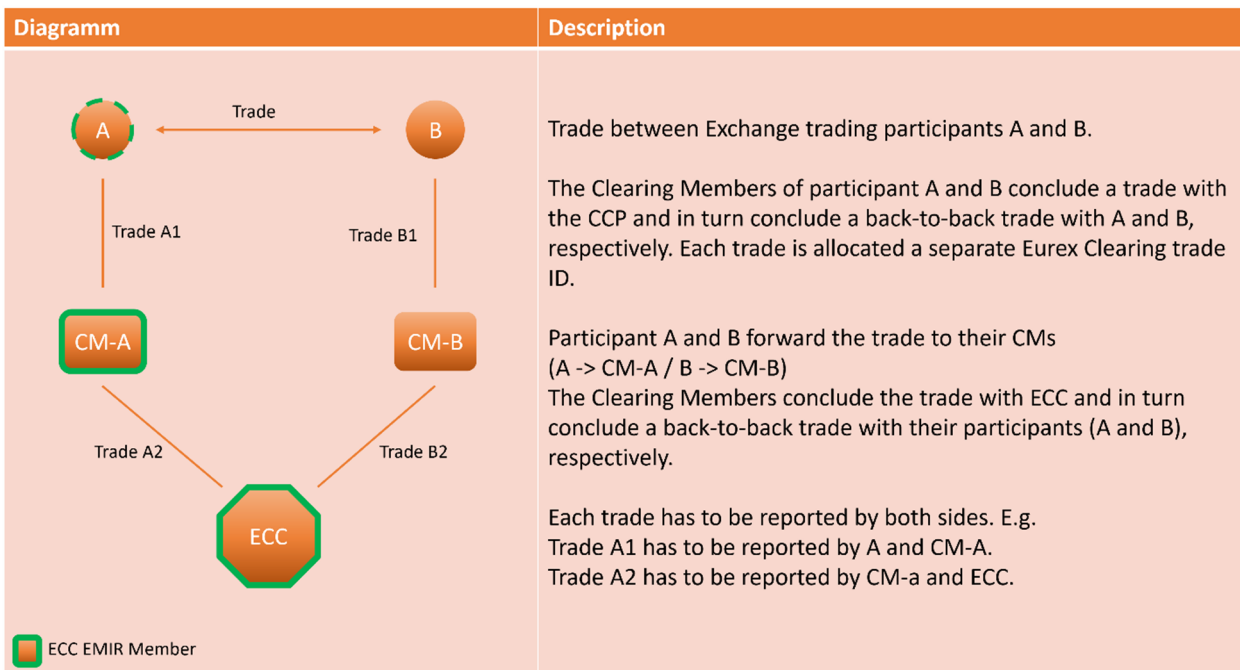 Diagramm
Description
A
Trade
B
Trade A1
Trade B1
CM-A
CM-B
Trade A2
Trade B2
ECC
ECC EMIR Member
Trade between Exchange trading participants A and B.
The Clearing Members of participant A and B conclude a trade with
the CCP and in turn conclude a back-to-back trade with A and B,
respectively. Each trade is allocated a separate Eurex Clearing trade
ID.
Participant A and B forward the trade to their CMs
(A -> CM-A / B -> CM-B)
The Clearing Members conclude the trade with ECC and in turn
conclude a back-to-back trade with their participants (A and B),
respectively.
Each trade has to be reported by both sides. E.g.
Trade A1 has to be reported by A and CM-A.
Trade A2 has to be reported by CM-a and ECC.